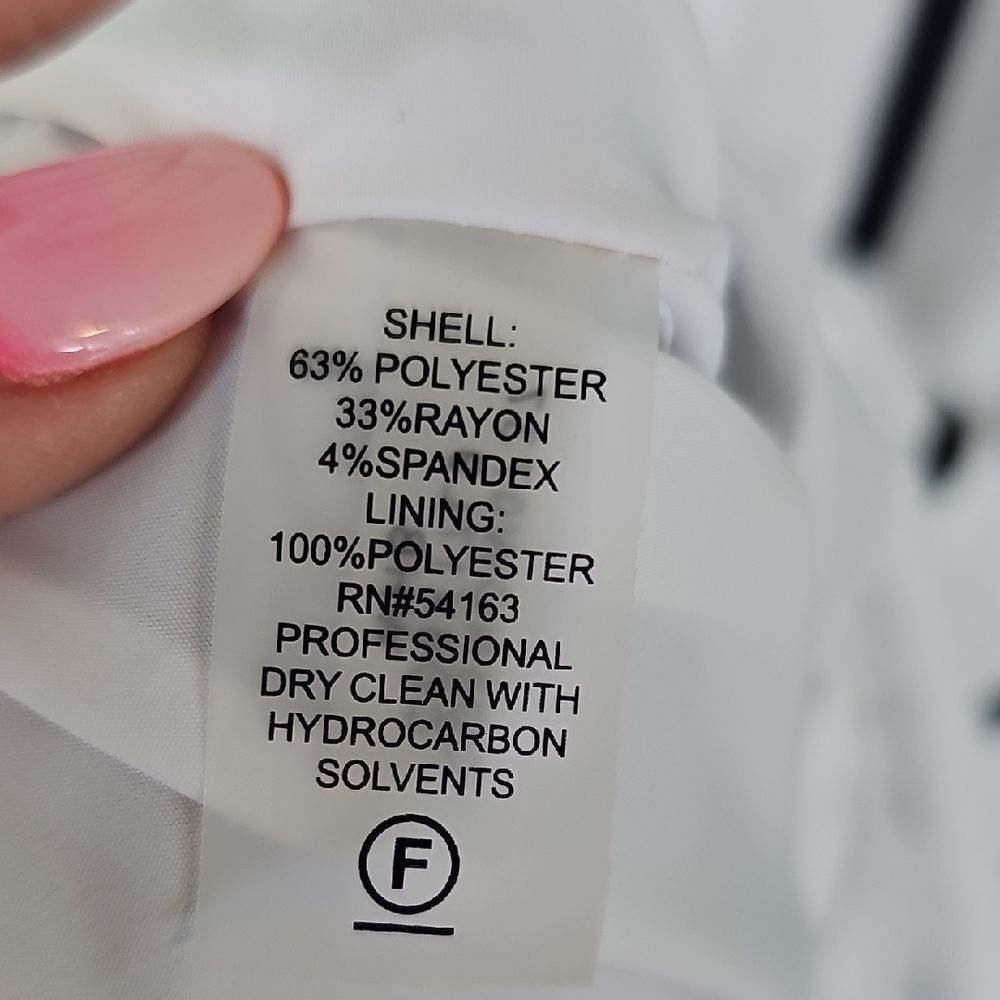 SHELL:
63% POLYESTER
33%RAYON
4%SPANDEX
LINING:
100%POLYESTER
RN#54163
PROFESSIONAL
DRY CLEAN WITH
HYDROCARBON
SOLVENTS
F